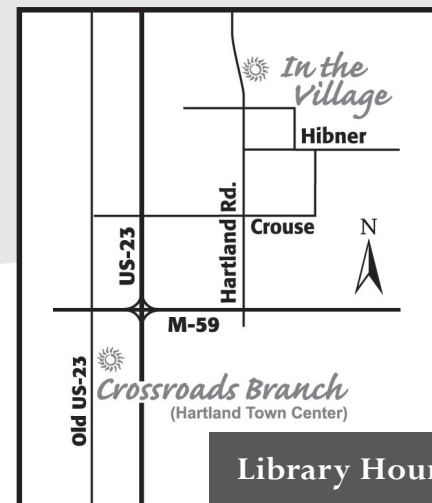 In the
Village
Hibner
Hartland Rd.
Crouse
N
US-23
M-59
Old US-23
Crossroads Branch
(Hartland Town Center)
Library